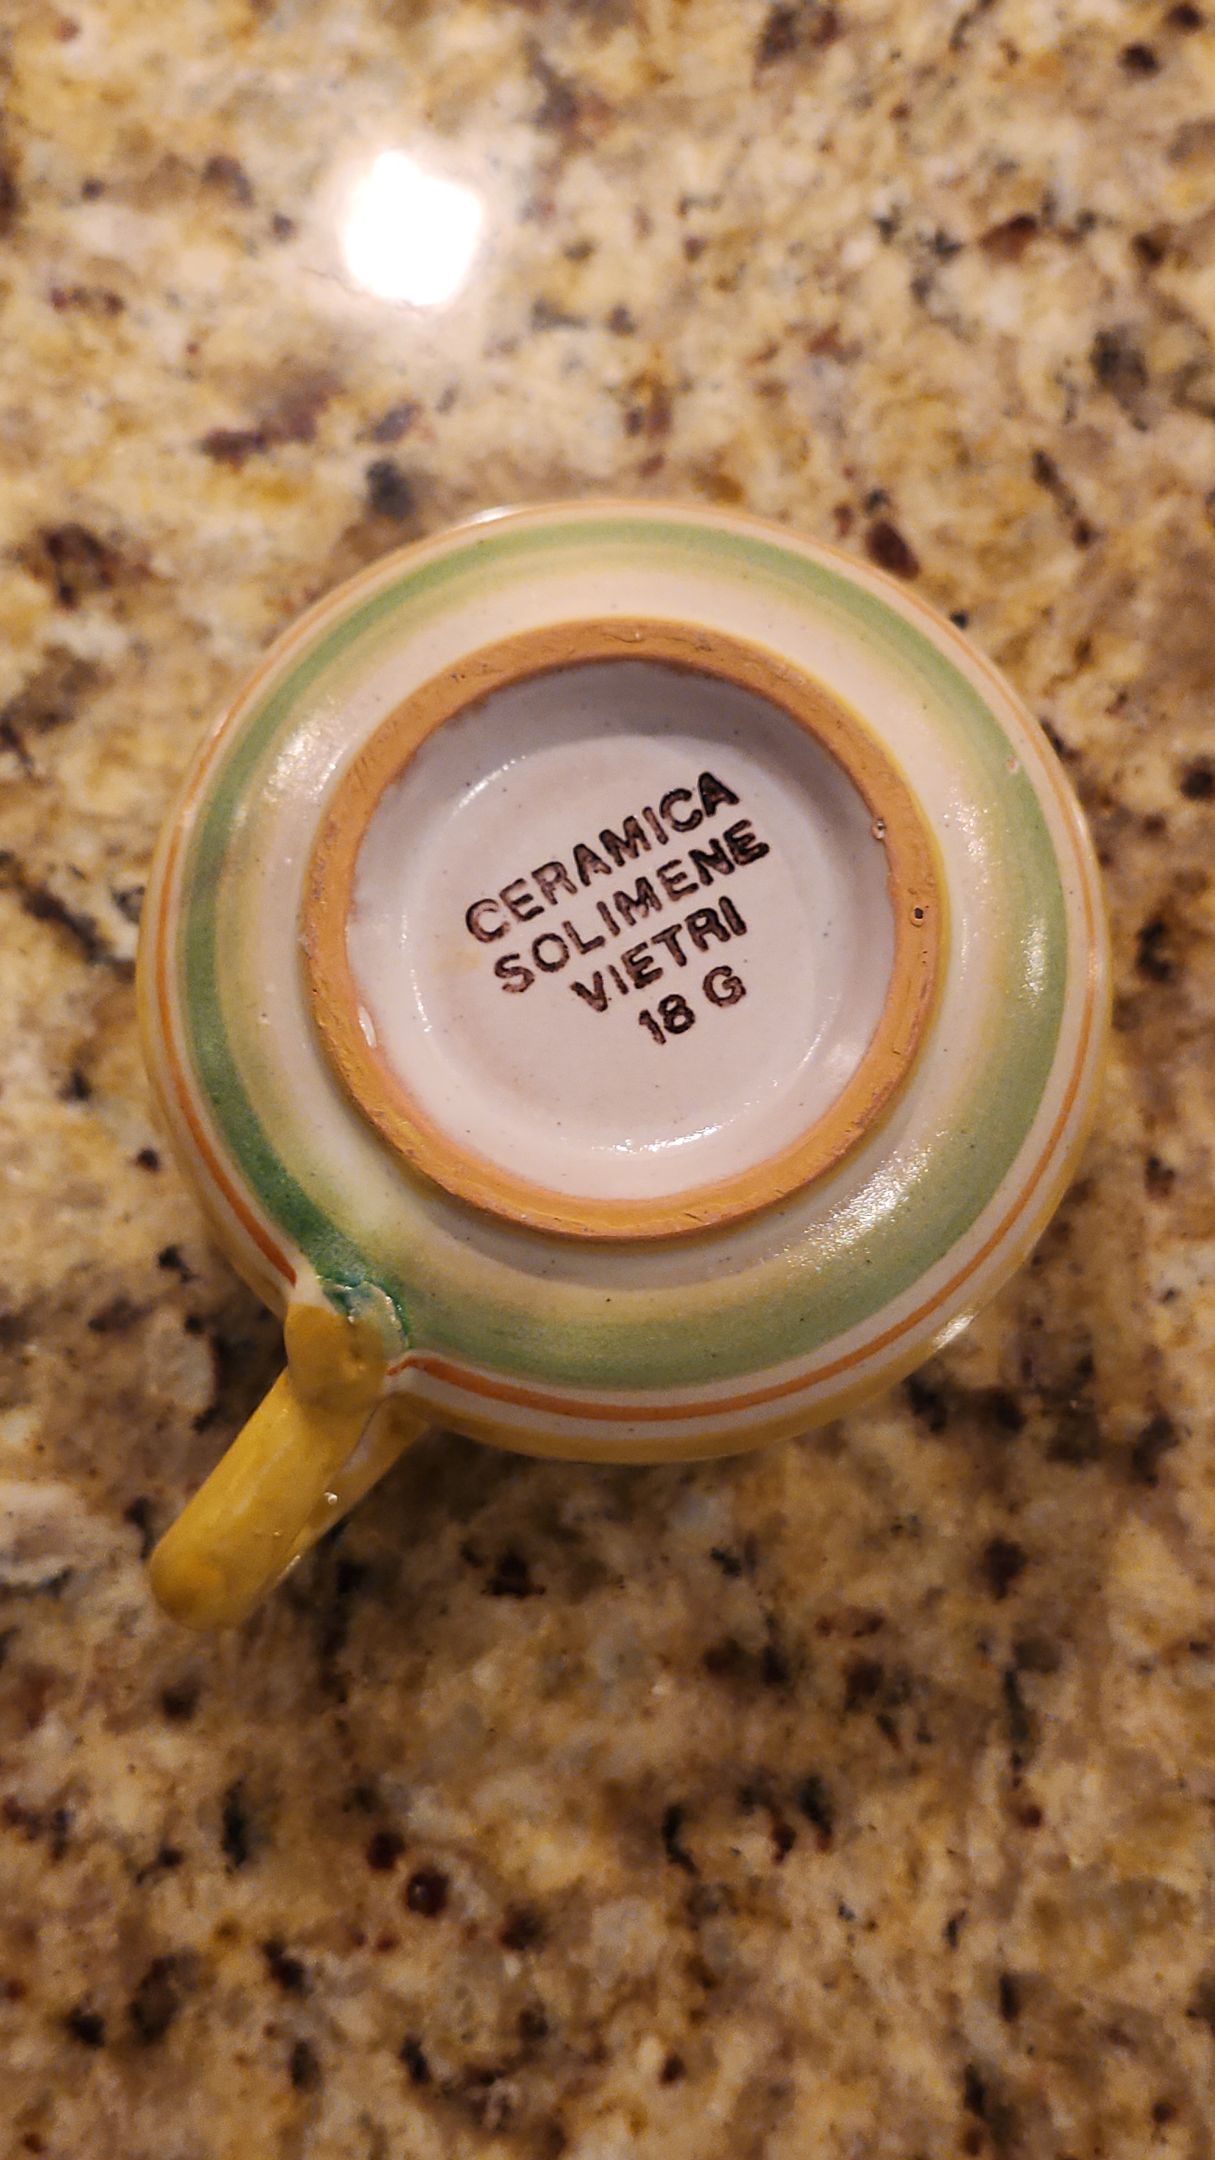 CERAMICA
SOLIMENE
VIETRI
18 G